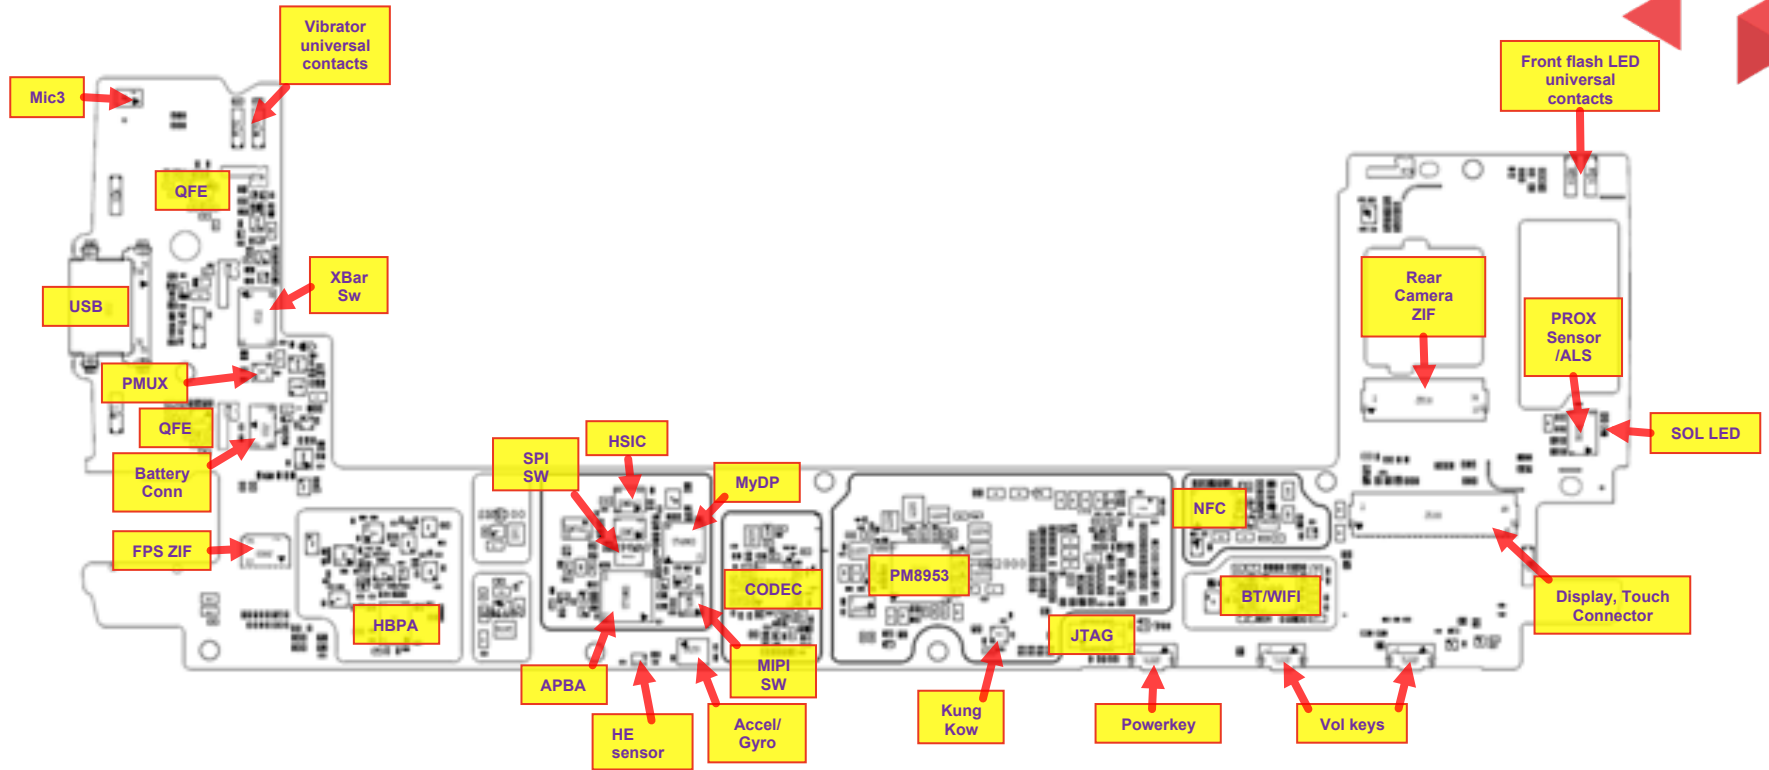 Vibrator
universal
contacts
Front flash LED
universal
contacts
Mic3
QFE
XBar
Sw
USB
Rear
Camera
ZIF
PROX
Sensor
/ALS
PMUX
QFE
HSIC
SOL LED
SPI
SW
MyDP
Battery
Conn
NFC
FPS ZIF
CODEC
PM8953
BT/WIFI
Display, Touch
Connector
HBPA
JTAG
APBA
MIPI
SW
Kung
Kow
Powerkey
Vol keys
HE
sensor
Accel/
Gyro